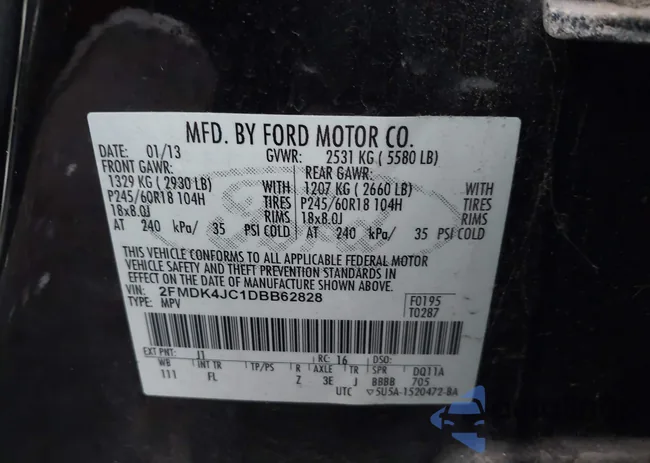 MFD. BY FORD MOTOR CO.
DATE: 01/13 GVWR: 2531 KG ( 5580 LB)
FRONT GAWR: REAR GAWR:
1329 KG ( 2930 LB) WITH 1207 KG ( 2660 LB) WITH
P245/60R18 104H TIRES P245/60R18 104H TIRES
18x8.0J RIMS 18x8.0J RIMS
AT 240 kPa/ 35 PSI COLD AT 240 kPa/ 35 PSI COLD
Ford
THIS VEHICLE CONFORMS TO ALL APPLICABLE FEDERAL MOTOR
VEHICLE SAFETY AND THEFT PREVENTION STANDARDS IN
EFFECT ON THE DATE OF MANUFACTURE SHOWN ABOVE.
VIN: 2FMDK4JC1DBB62828 F0195
TYPE: MPV T0287
EXT PNT: J1 RC: 16 DSO:
WB INT TR TP/PS R AXLE TR SPR DQ11A
111 FL Z 3E J BBBB 705
UTC ▽5U5A-1520472-BA